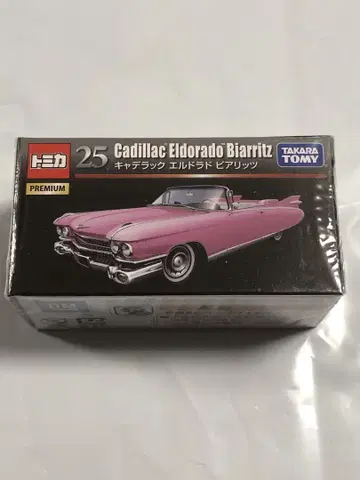 トミカ
PREMIUM
25
Cadillac Eldorado Biarritz
キャデラック エルドラド ビアリッツ
TAKARA
TOMY